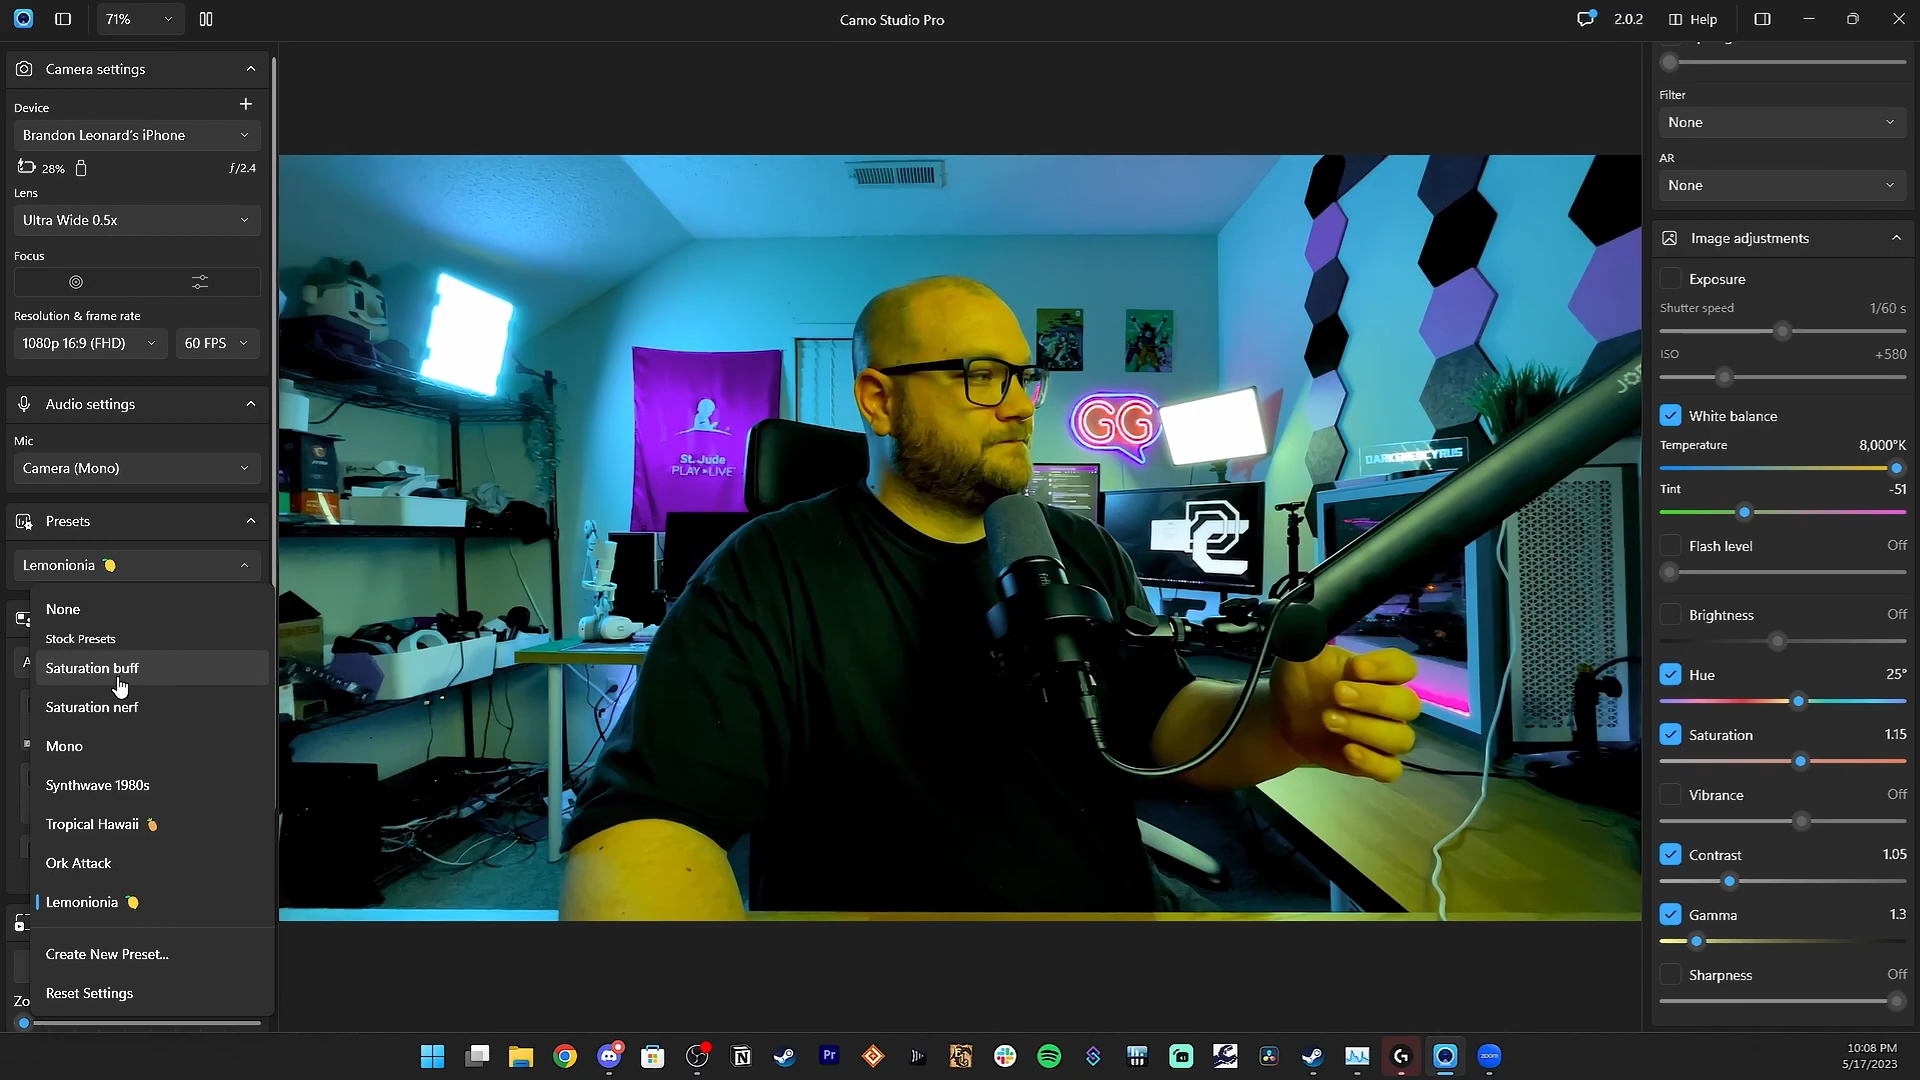 71%
Camo Studio Pro
2.0.2
Help
Camera settings
Device
Brandon Leonard's iPhone
28%
f/2.4
Lens
Ultra Wide 0.5x
Focus
Resolution & frame rate
1080p 16:9 (FHD)
60 FPS
Audio settings
Mic
Camera (Mono)
Presets
Lemonionia 🍋
None
Stock Presets
Saturation buff
Saturation nerf
Mono
Synthwave 1980s
Tropical Hawaii 🍍
Ork Attack
Lemonionia 🍋
Create New Preset...
Reset Settings
St. Jude
PLAY LIVE
GG
Filter
None
AR
None
Image adjustments
Exposure
Shutter speed
1/60 s
ISO
+580
White balance
Temperature
8,000°K
Tint
-51
Flash level
Off
Brightness
Off
Hue
25°
Saturation
1.15
Vibrance
Off
Contrast
1.05
Gamma
1.3
Sharpness
Off
Pr
zoom
10:08 PM
5/17/2023